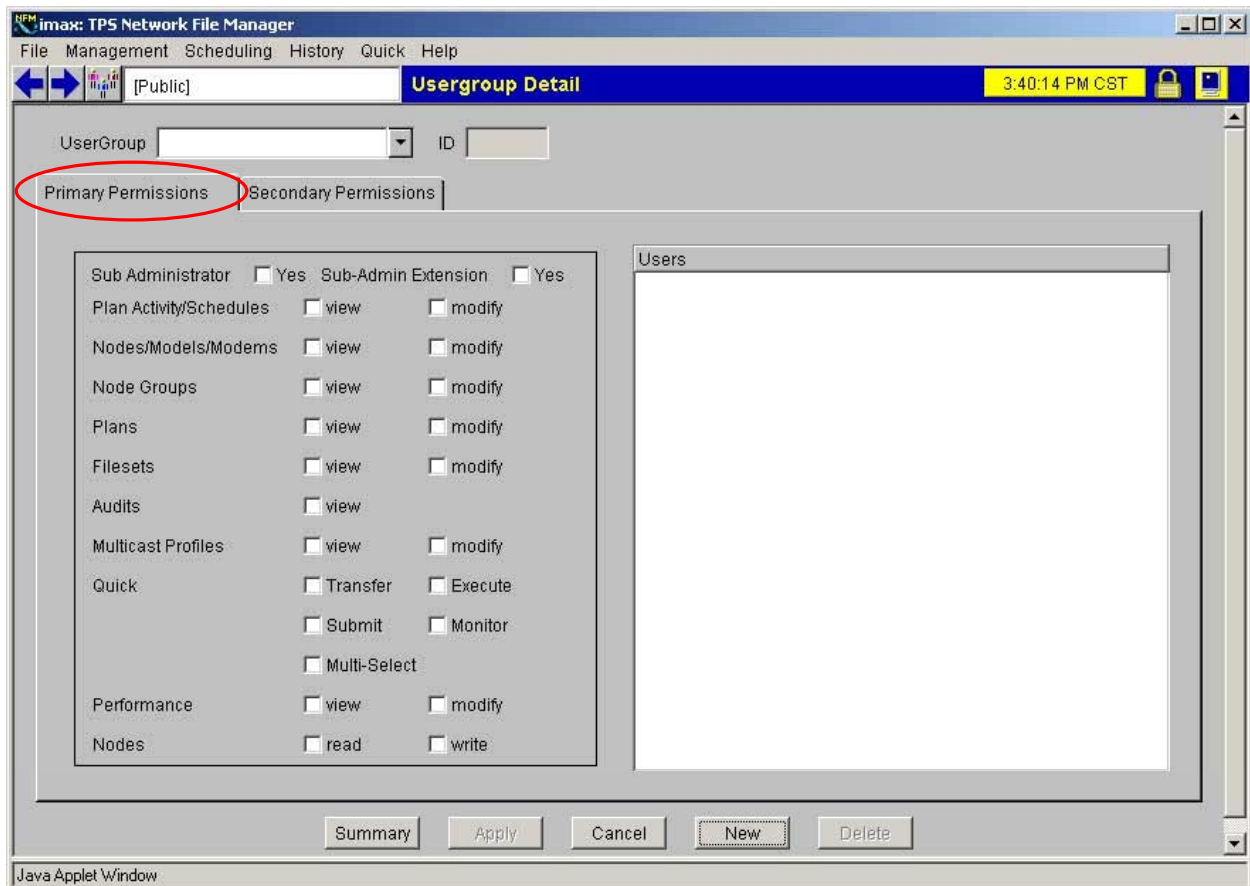 NFM imax: TPS Network File Manager
File Management Scheduling History Quick Help
[Public] Usergroup Detail 3:40:14 PM CST
UserGroup ID
Primary Permissions Secondary Permissions
Sub Administrator Yes Sub-Admin Extension Yes
Plan Activity/Schedules view modify
Nodes/Models/Modems view modify
Node Groups view modify
Plans view modify
Filesets view modify
Audits view
Multicast Profiles view modify
Quick Transfer Execute
Submit Monitor
Multi-Select
Performance view modify
Nodes read write
Users
Summary Apply Cancel New Delete
Java Applet Window